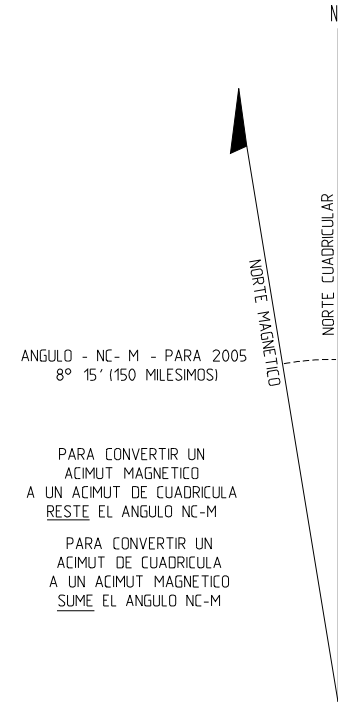 N
NORTE CUADRICULAR
NORTE MAGNETICO
ANGULO - NC- M - PARA 2005
8° 15' (150 MILESIMOS)
PARA CONVERTIR UN
ACIMUT MAGNETICO
A UN ACIMUT DE CUADRICULA
RESTE EL ANGULO NC-M
PARA CONVERTIR UN
ACIMUT DE CUADRICULA
A UN ACIMUT MAGNETICO
SUME EL ANGULO NC-M